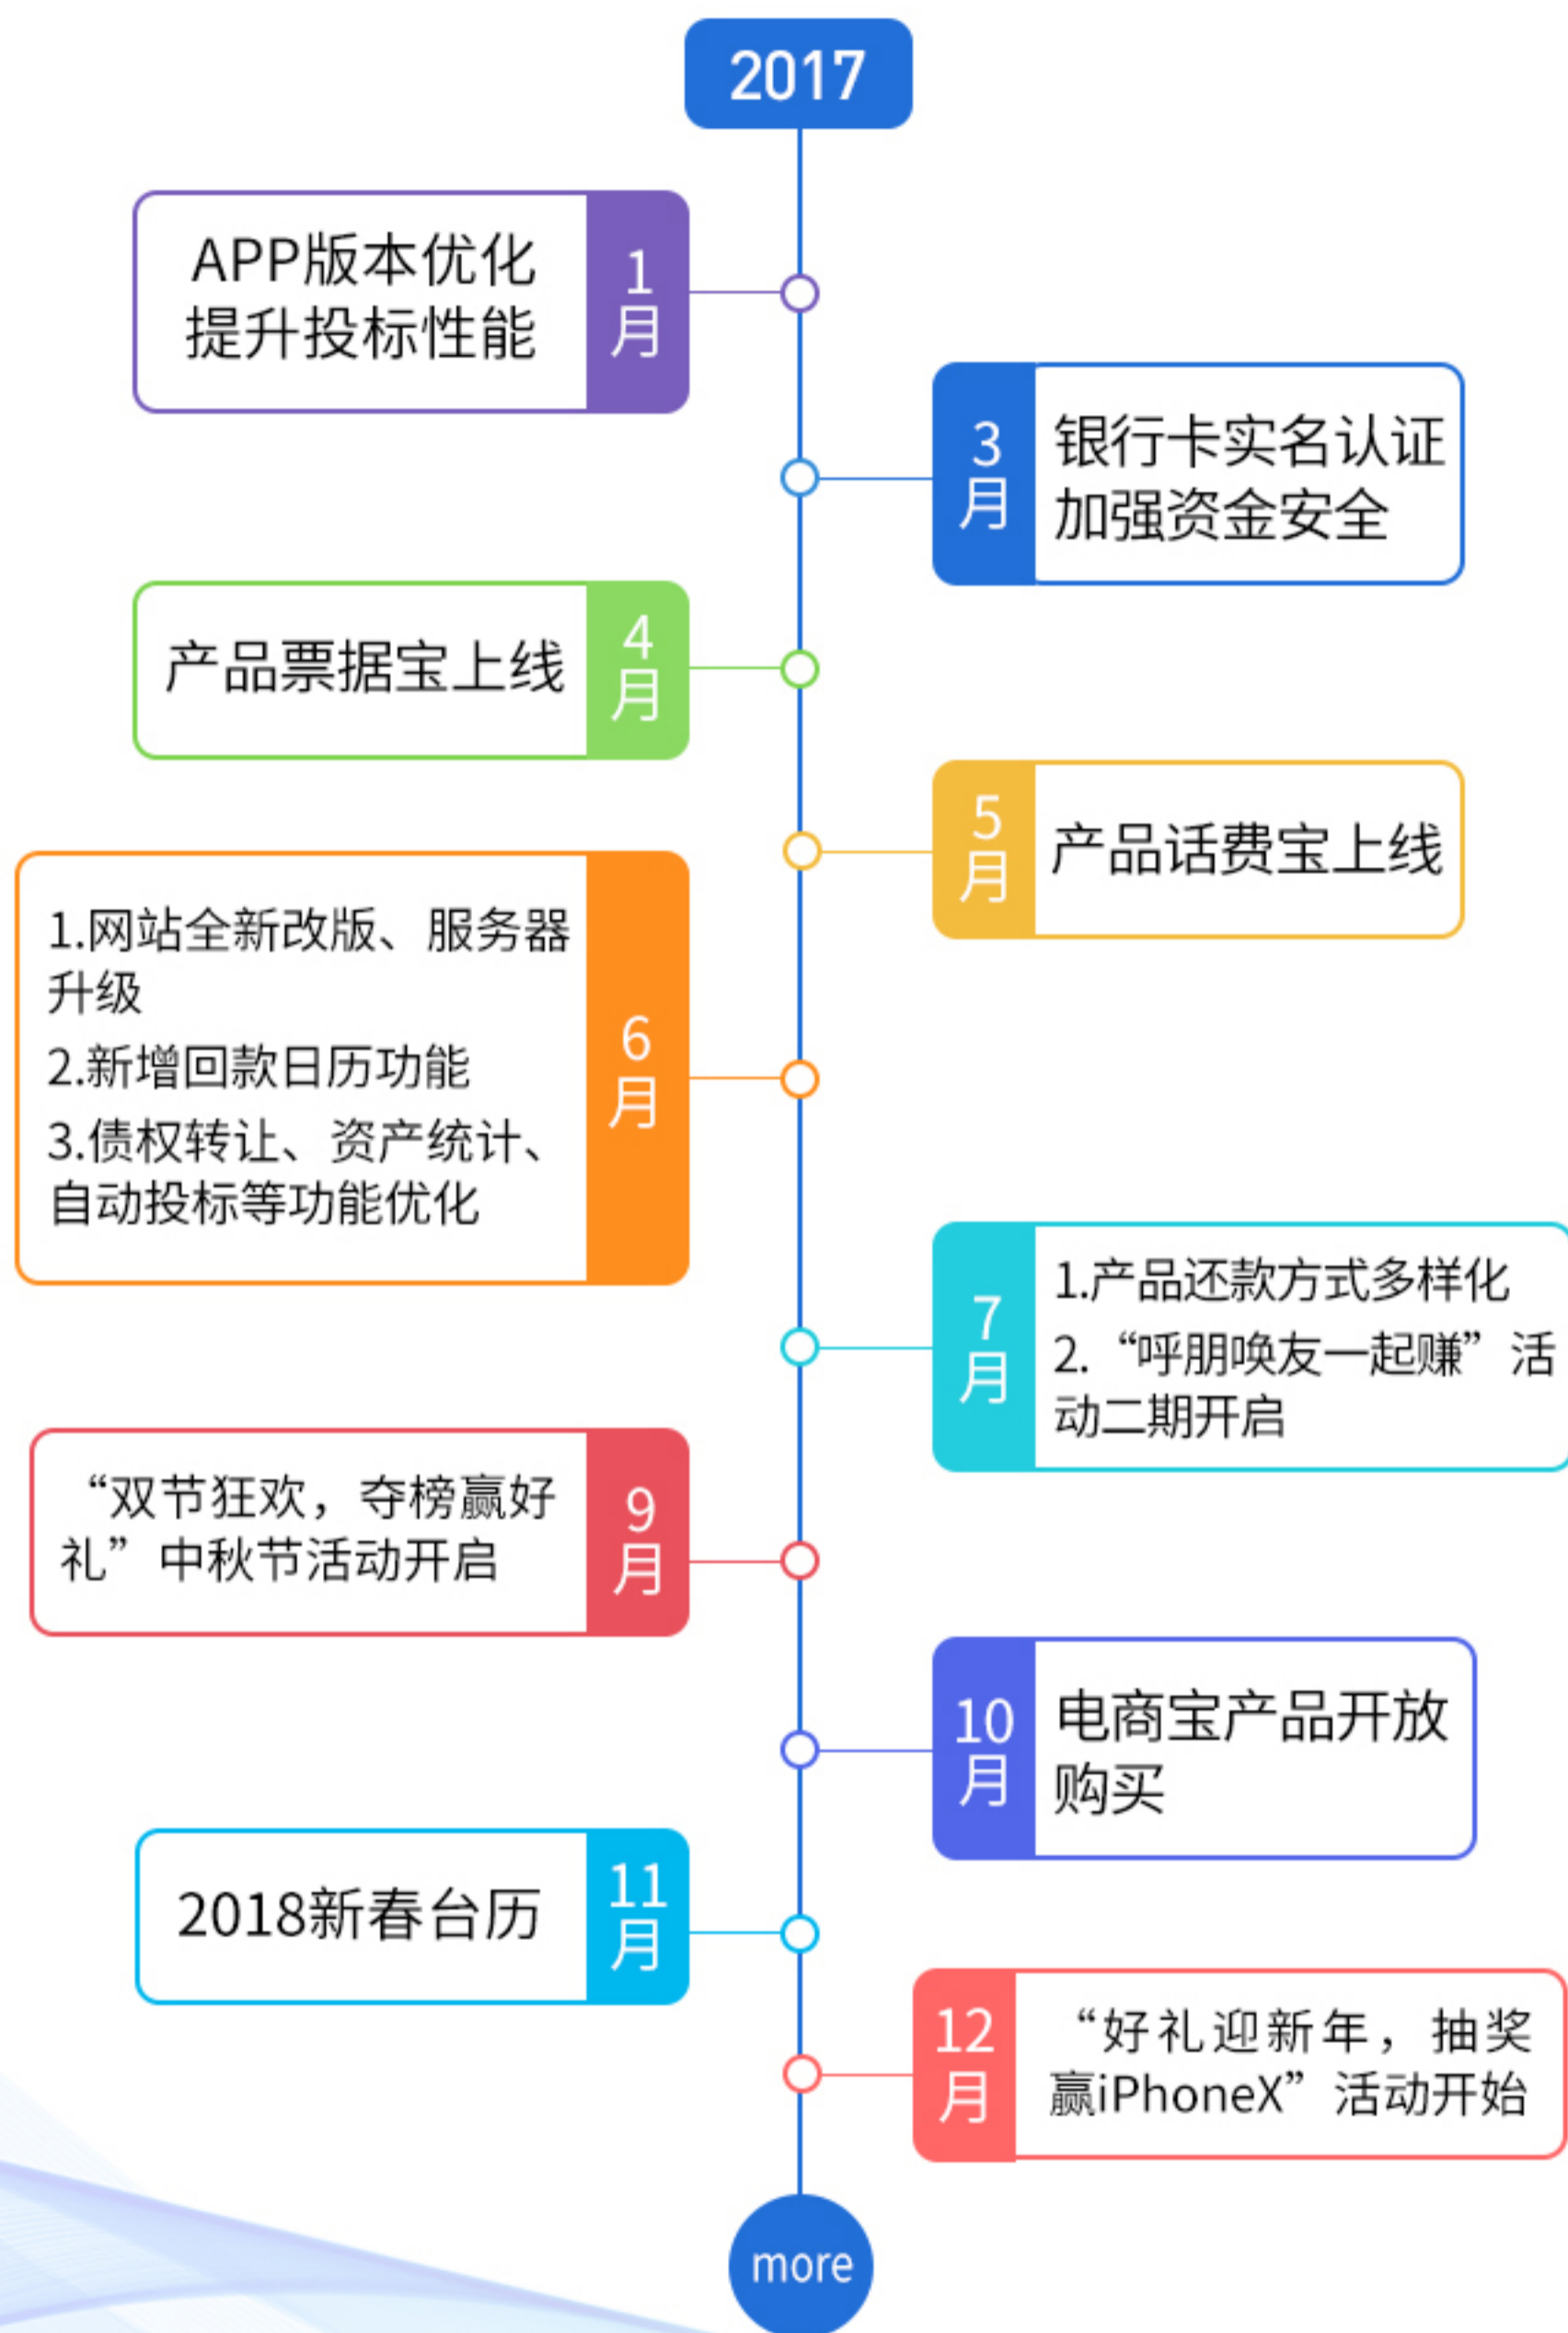 2017
1
月
APP版本优化
提升投标性能
3
月
银行卡实名认证
加强资金安全
4
月
产品票据宝上线
5
月
产品话费宝上线
6
月
1.网站全新改版、服务器
升级
2.新增回款日历功能
3.债权转让、资产统计、
自动投标等功能优化
7
月
1.产品还款方式多样化
2.“呼朋唤友一起赚”活
动二期开启
9
月
“双节狂欢，夺榜赢好
礼”中秋节活动开启
10
月
电商宝产品开放
购买
11
月
2018新春台历
12
月
“好礼迎新年，抽奖
赢iPhoneX”活动开始
more